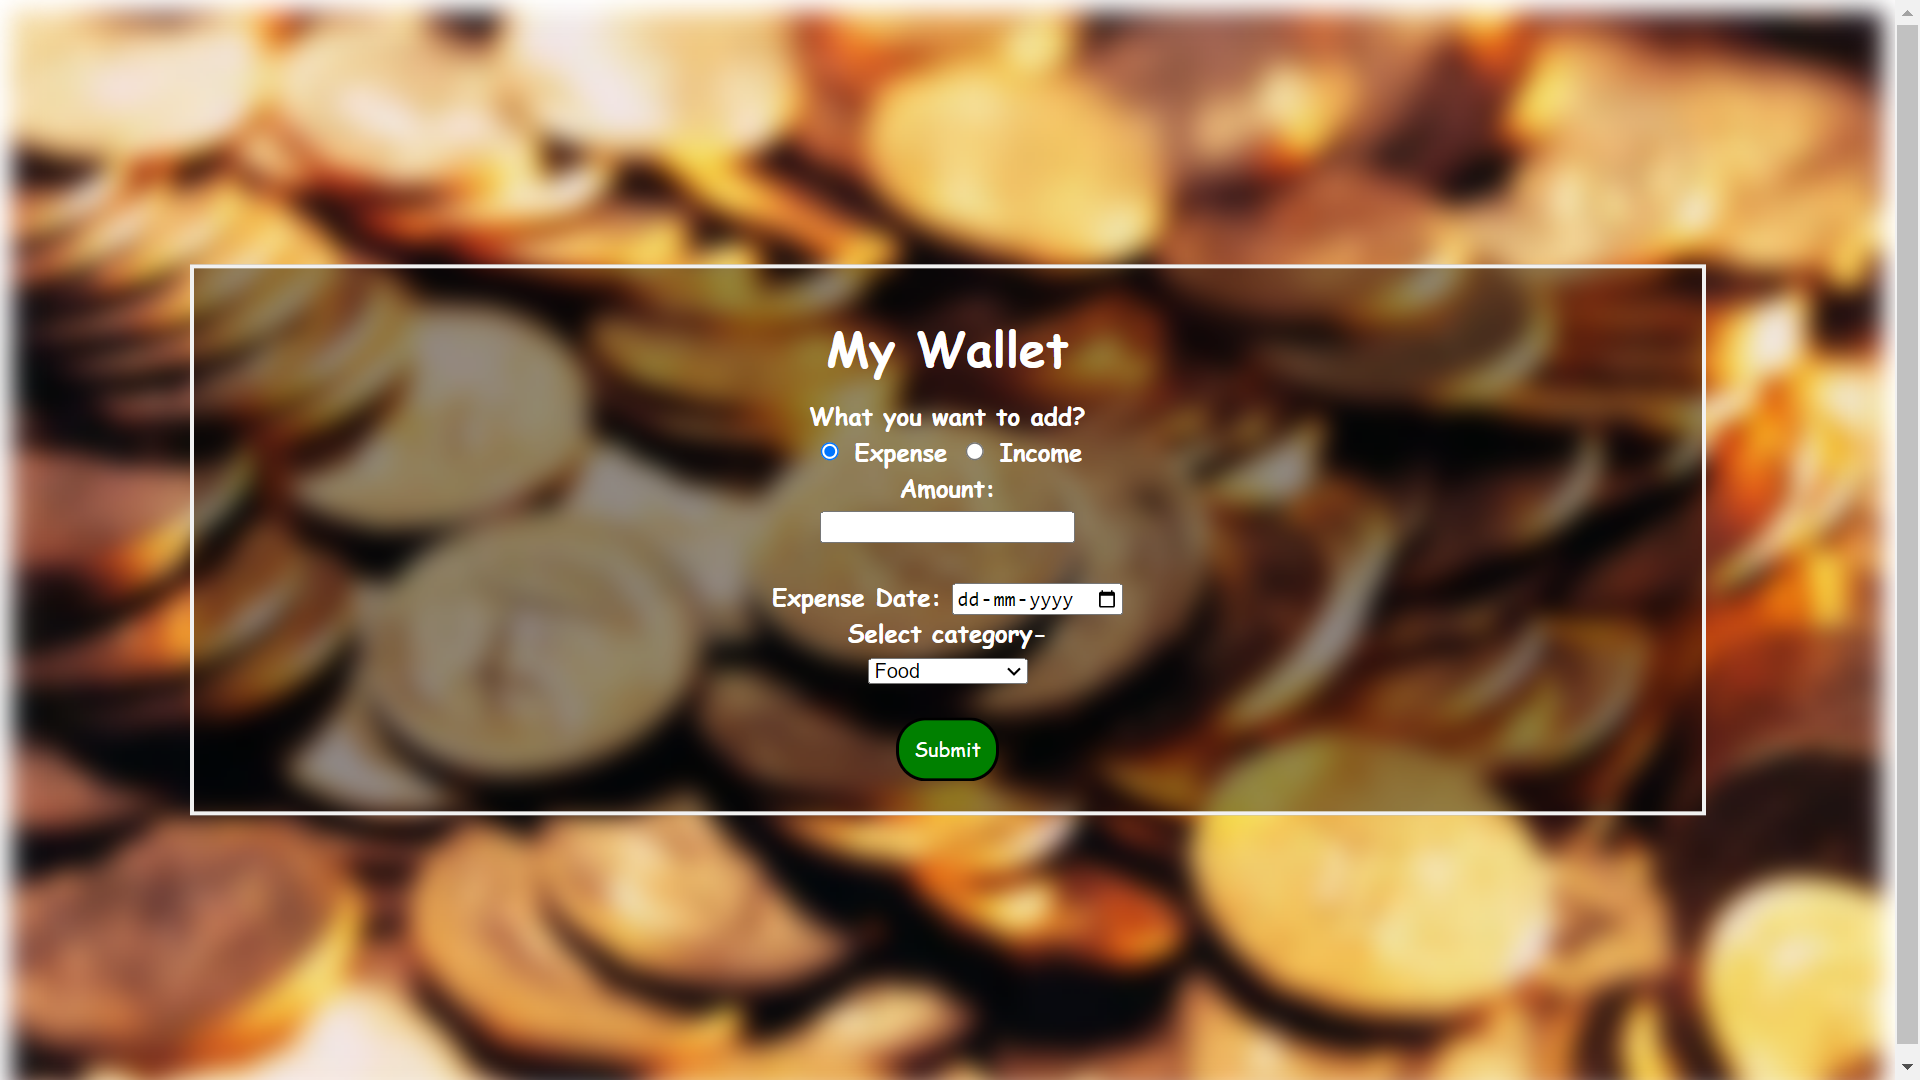 My Wallet
What you want to add?
Expense Income
Amount:
Expense Date: dd-mm-yyyy
Select category-
Food
Submit